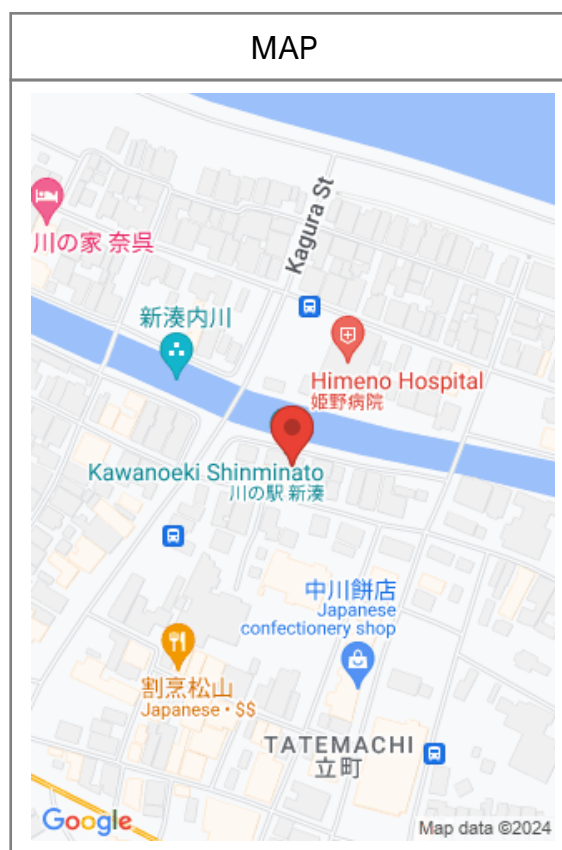 MAP
Kagura St
川の家 奈呉
新湊内川
Himeno Hospital
姫野病院
Kawanoeki Shinminato
川の駅 新湊
中川餅店
Japanese
confectionery shop
割烹松山
Japanese • $$
TATEMACHI
立町
Google
Map data ©2024